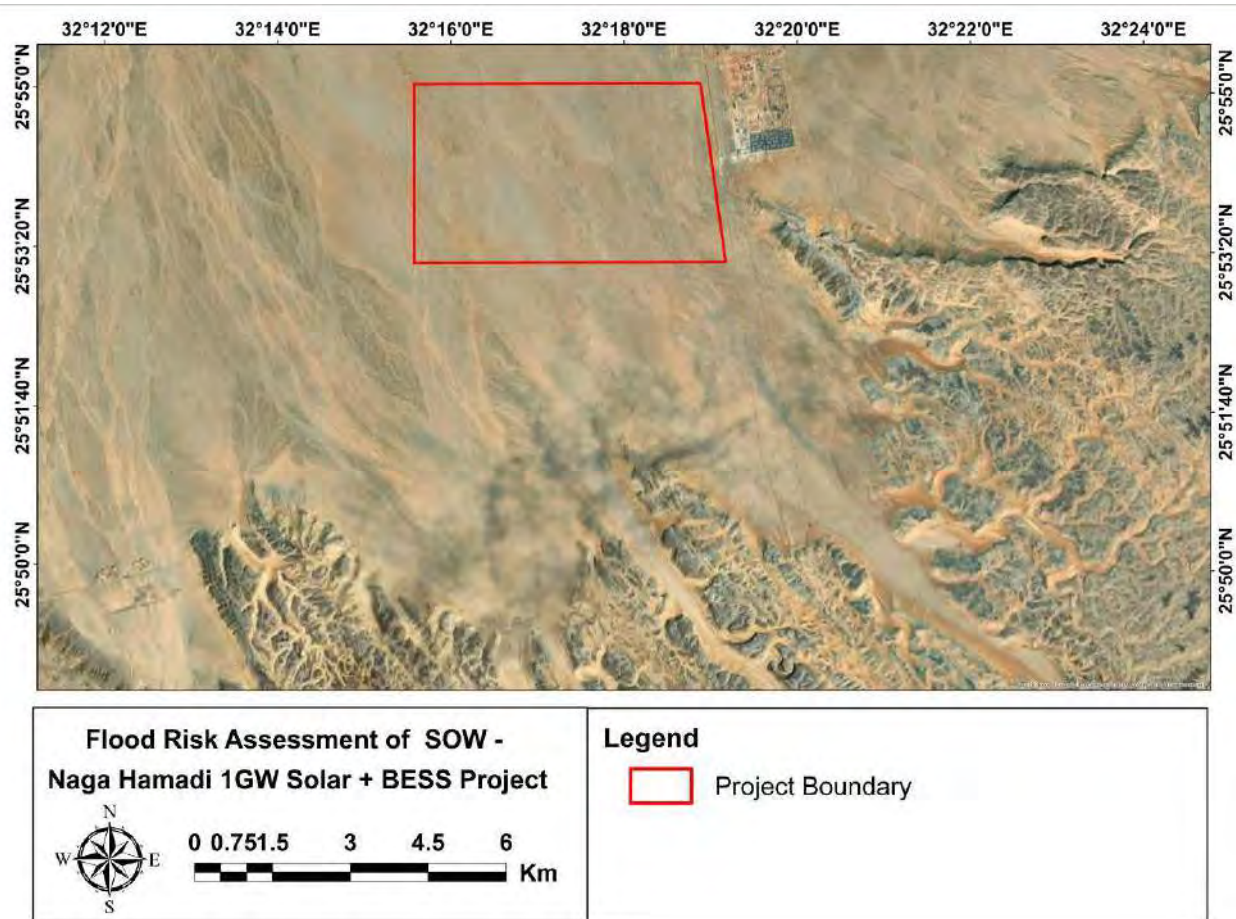 32°12'0"E 32°14'0"E 32°16'0"E 32°18'0"E 32°20'0"E 32°22'0"E 32°24'0"E
25°55'0"N 25°55'0"N
25°53'20"N 25°53'20"N
25°51'40"N 25°51'40"N
25°50'0"N 25°50'0"N
Flood Risk Assessment of SOW -
Naga Hamadi 1GW Solar + BESS Project
N
W E
S
0 0.751.5 3 4.5 6
Km
Legend
Project Boundary